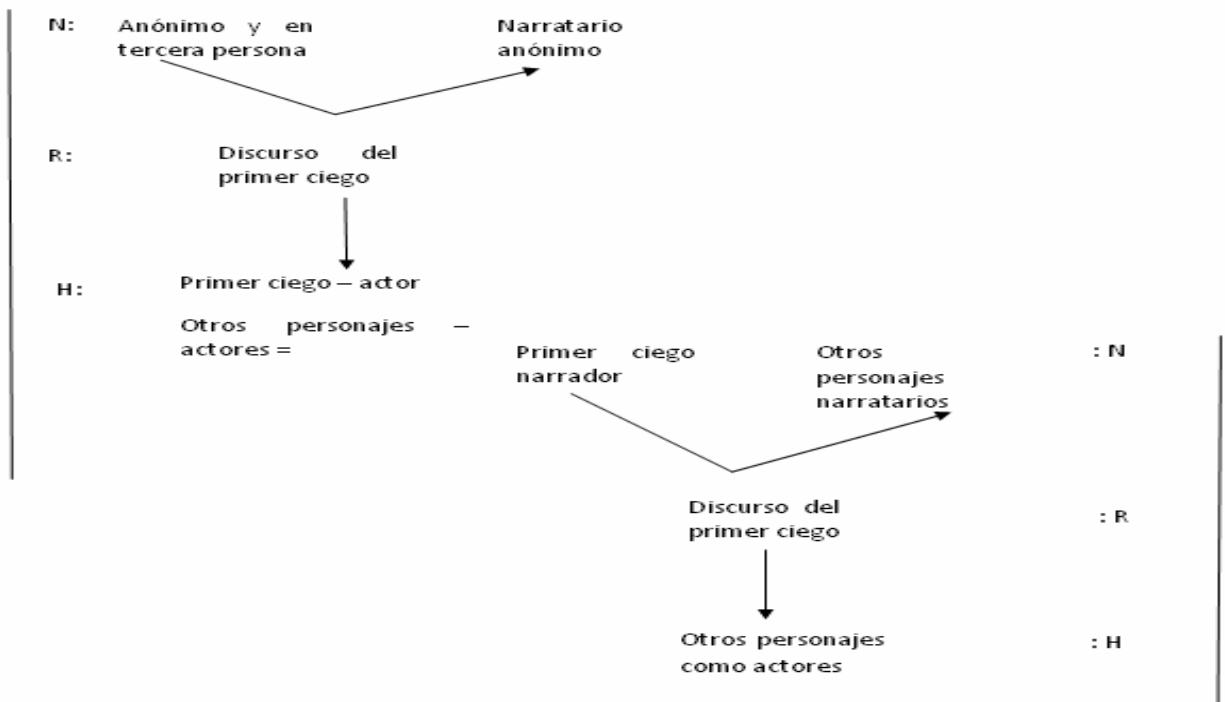 N: Anónimo y en Narratario
tercera persona anónimo
R: Discurso del
primer ciego
H: Primer ciego – actor
Otros personajes –
actores =
Primer ciego Otros : N
narrador personajes
narratarios
Discurso del : R
primer ciego
Otros personajes : H
como actores